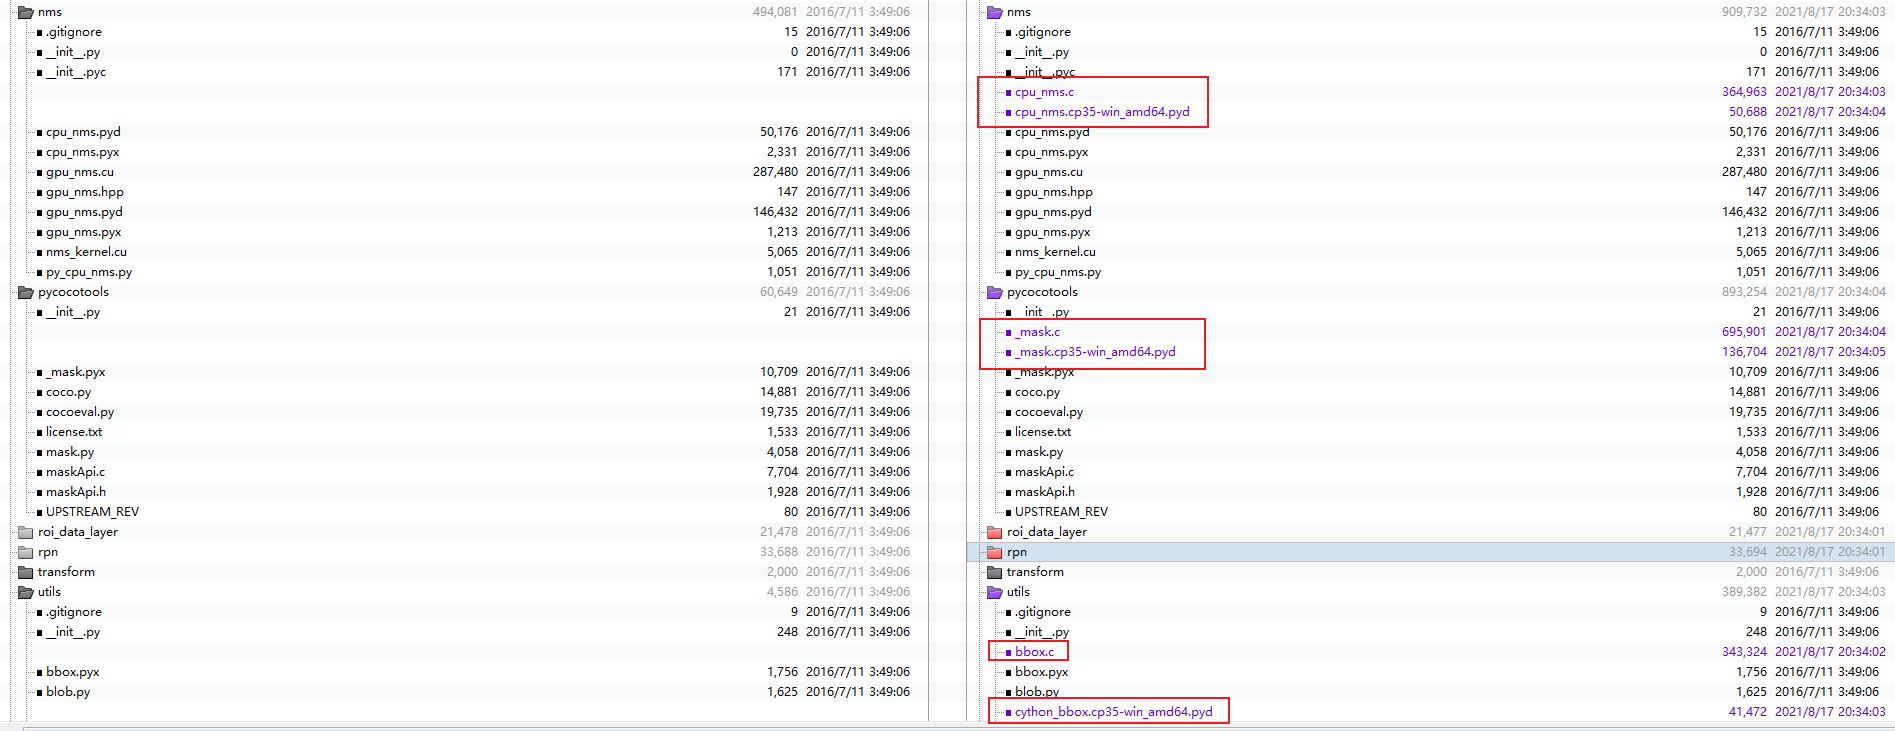 nms 494,081 2016/7/11 3:49:06 nms 909,732 2021/8/17 20:34:03
.gitignore 15 2016/7/11 3:49:06 .gitignore 15 2016/7/11 3:49:06
__init__.py 0 2016/7/11 3:49:06 __init__.py 0 2016/7/11 3:49:06
__init__.pyc 171 2016/7/11 3:49:06 __init__.pyc 171 2016/7/11 3:49:06
cpu_nms.c 364,963 2021/8/17 20:34:03
cpu_nms.cp35-win_amd64.pyd 50,688 2021/8/17 20:34:04
cpu_nms.pyd 50,176 2016/7/11 3:49:06 cpu_nms.pyd 50,176 2016/7/11 3:49:06
cpu_nms.pyx 2,331 2016/7/11 3:49:06 cpu_nms.pyx 2,331 2016/7/11 3:49:06
gpu_nms.cu 287,480 2016/7/11 3:49:06 gpu_nms.cu 287,480 2016/7/11 3:49:06
gpu_nms.hpp 147 2016/7/11 3:49:06 gpu_nms.hpp 147 2016/7/11 3:49:06
gpu_nms.pyd 146,432 2016/7/11 3:49:06 gpu_nms.pyd 146,432 2016/7/11 3:49:06
gpu_nms.pyx 1,213 2016/7/11 3:49:06 gpu_nms.pyx 1,213 2016/7/11 3:49:06
nms_kernel.cu 5,065 2016/7/11 3:49:06 nms_kernel.cu 5,065 2016/7/11 3:49:06
py_cpu_nms.py 1,051 2016/7/11 3:49:06 py_cpu_nms.py 1,051 2016/7/11 3:49:06
pycocotools 60,649 2016/7/11 3:49:06 pycocotools 893,254 2021/8/17 20:34:04
__init__.py 21 2016/7/11 3:49:06 __init__.py 21 2016/7/11 3:49:06
_mask.c 695,901 2021/8/17 20:34:04
_mask.cp35-win_amd64.pyd 136,704 2021/8/17 20:34:05
_mask.pyx 10,709 2016/7/11 3:49:06 _mask.pyx 10,709 2016/7/11 3:49:06
coco.py 14,881 2016/7/11 3:49:06 coco.py 14,881 2016/7/11 3:49:06
cocoeval.py 19,735 2016/7/11 3:49:06 cocoeval.py 19,735 2016/7/11 3:49:06
license.txt 1,533 2016/7/11 3:49:06 license.txt 1,533 2016/7/11 3:49:06
mask.py 4,058 2016/7/11 3:49:06 mask.py 4,058 2016/7/11 3:49:06
maskApi.c 7,704 2016/7/11 3:49:06 maskApi.c 7,704 2016/7/11 3:49:06
maskApi.h 1,928 2016/7/11 3:49:06 maskApi.h 1,928 2016/7/11 3:49:06
UPSTREAM_REV 80 2016/7/11 3:49:06 UPSTREAM_REV 80 2016/7/11 3:49:06
roi_data_layer 21,478 2016/7/11 3:49:06 roi_data_layer 21,477 2021/8/17 20:34:01
rpn 33,688 2016/7/11 3:49:06 rpn 33,694 2021/8/17 20:34:01
transform 2,000 2016/7/11 3:49:06 transform 2,000 2016/7/11 3:49:06
utils 4,586 2016/7/11 3:49:06 utils 389,382 2021/8/17 20:34:03
.gitignore 9 2016/7/11 3:49:06 .gitignore 9 2016/7/11 3:49:06
__init__.py 248 2016/7/11 3:49:06 __init__.py 248 2016/7/11 3:49:06
bbox.c 343,324 2021/8/17 20:34:02
bbox.pyx 1,756 2016/7/11 3:49:06 bbox.pyx 1,756 2016/7/11 3:49:06
blob.py 1,625 2016/7/11 3:49:06 blob.py 1,625 2016/7/11 3:49:06
cython_bbox.cp35-win_amd64.pyd 41,472 2021/8/17 20:34:03